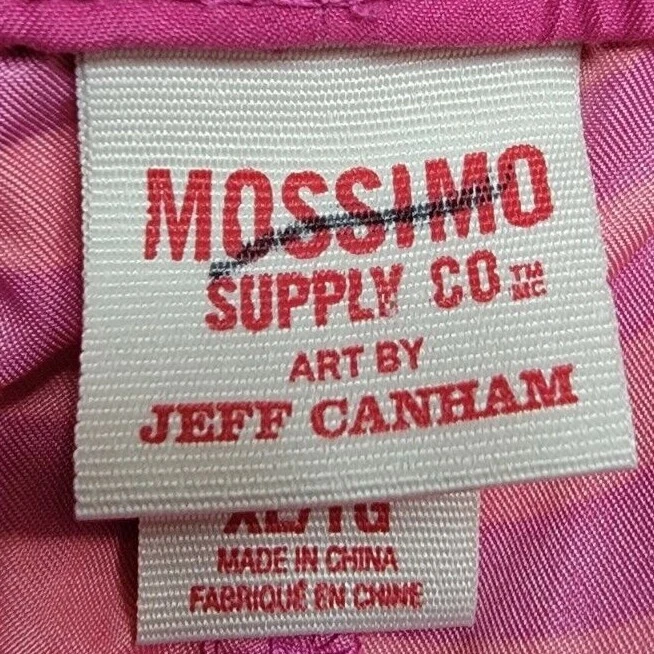 MOSSIMO
SUPPLY CO TM MC
ART BY
JEFF CANHAM
XL/TG
MADE IN CHINA
FABRIQUÉ EN CHINE